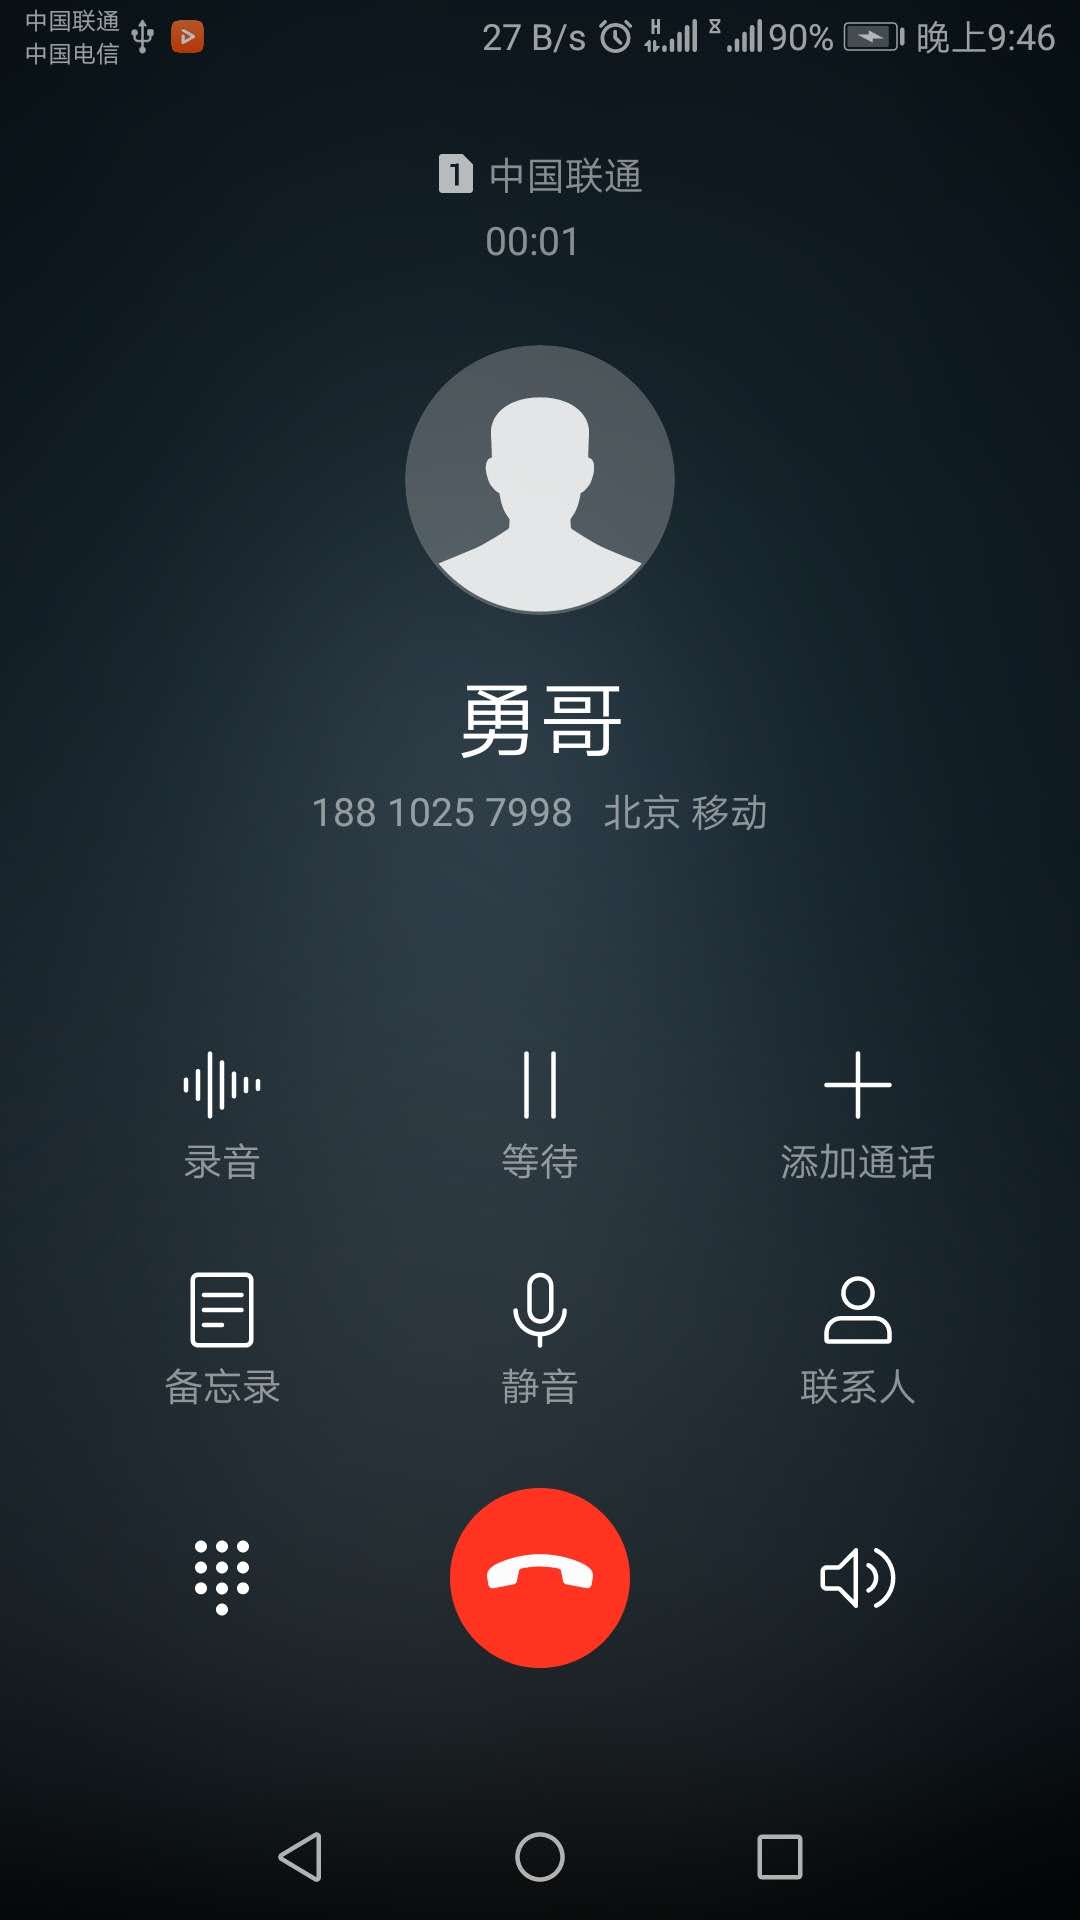 中国联通
中国电信
27 B/s H 90% 晚上9:46
1 中国联通
00:01
勇哥
188 1025 7998 北京 移动
录音 等待 添加通话
备忘录 静音 联系人